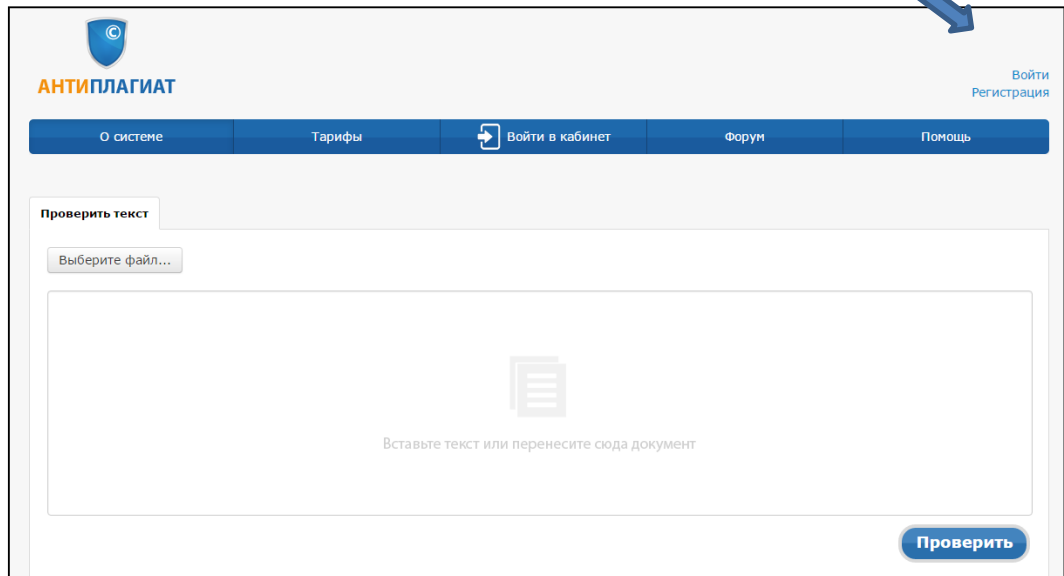 ©
АНТИПЛАГИАТ
Войти
Регистрация
О системе Тарифы Войти в кабинет Форум Помощь
Проверить текст
Выберите файл...
Вставьте текст или перенесите сюда документ
Проверить